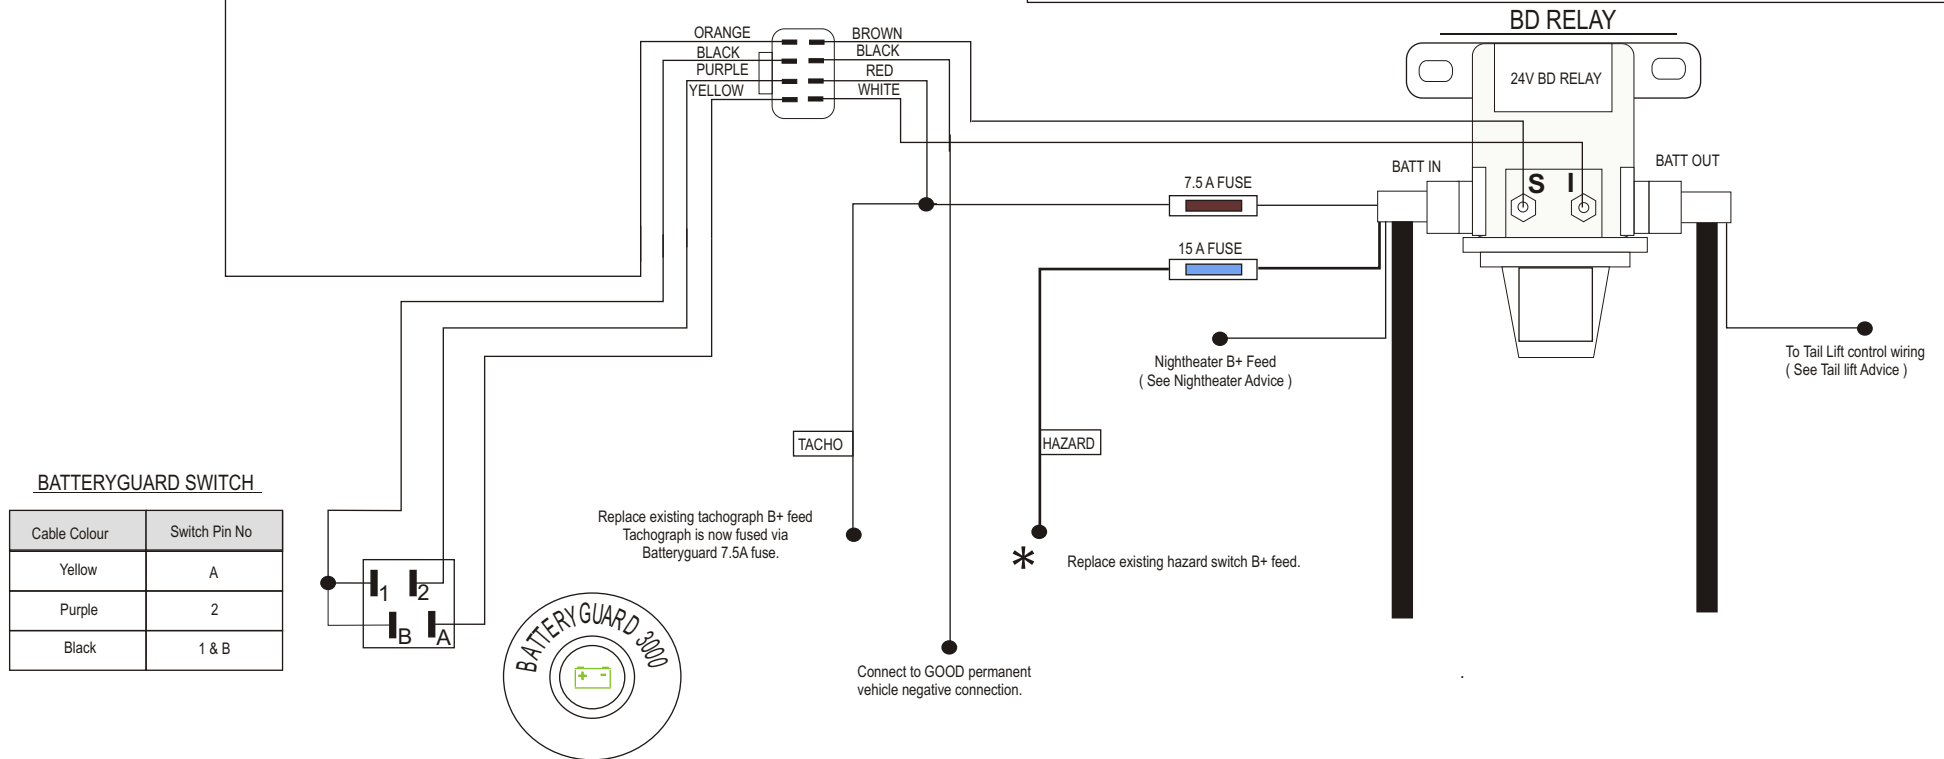 BD RELAY
24V BD RELAY
ORANGE
BLACK
PURPLE
YELLOW
BROWN
BLACK
RED
WHITE
BATT IN
BATT OUT
S I
7.5 A FUSE
15 A FUSE
Nightheater B+ Feed
( See Nightheater Advice )
To Tail Lift control wiring
( See Tail lift Advice )
TACHO
HAZARD
Replace existing tachograph B+ feed
Tachograph is now fused via
Batteryguard 7.5A fuse.
* Replace existing hazard switch B+ feed.
Connect to GOOD permanent
vehicle negative connection.
BATTERYGUARD SWITCH
Cable Colour Switch Pin No
Yellow A
Purple 2
Black 1 & B
1 2
B A
BATTERYGUARD 3000
+ -
.